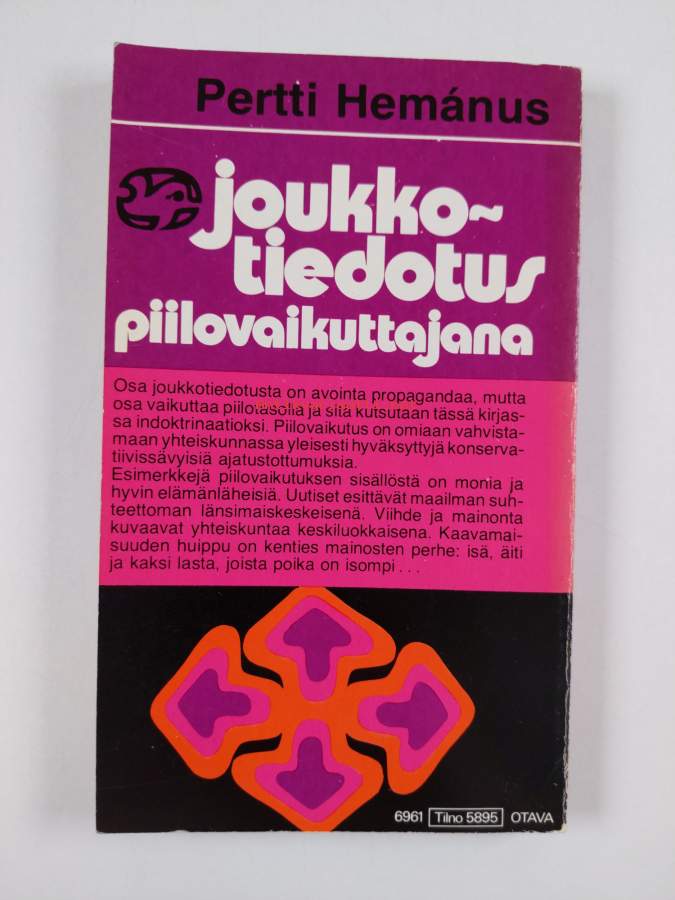 Pertti Hemánus
joukko~
tiedotus
piilovaikuttajana
Osa joukkotiedotusta on avointa propagandaa, mutta
osa vaikuttaa piilotasolla ja sitä kutsutaan tässä kirjas-
sa indoktrinaatioksi. Piilovaikutus on omiaan vahvista-
maan yhteiskunnassa yleisesti hyväksyttyjä konserva-
tiivissävyisiä ajatustottumuksia.
Esimerkkejä piilovaikutuksen sisällöstä on monia ja
hyvin elämänläheisiä. Uutiset esittävät maailman suh-
teettoman länsimaiskeskeisenä. Viihde ja mainonta
kuvaavat yhteiskuntaa keskiluokkaisena. Kaavamai-
suuden huippu on kenties mainosten perhe: isä, äiti
ja kaksi lasta, joista poika on isompi . . .
6961 Tilno 5895 OTAVA